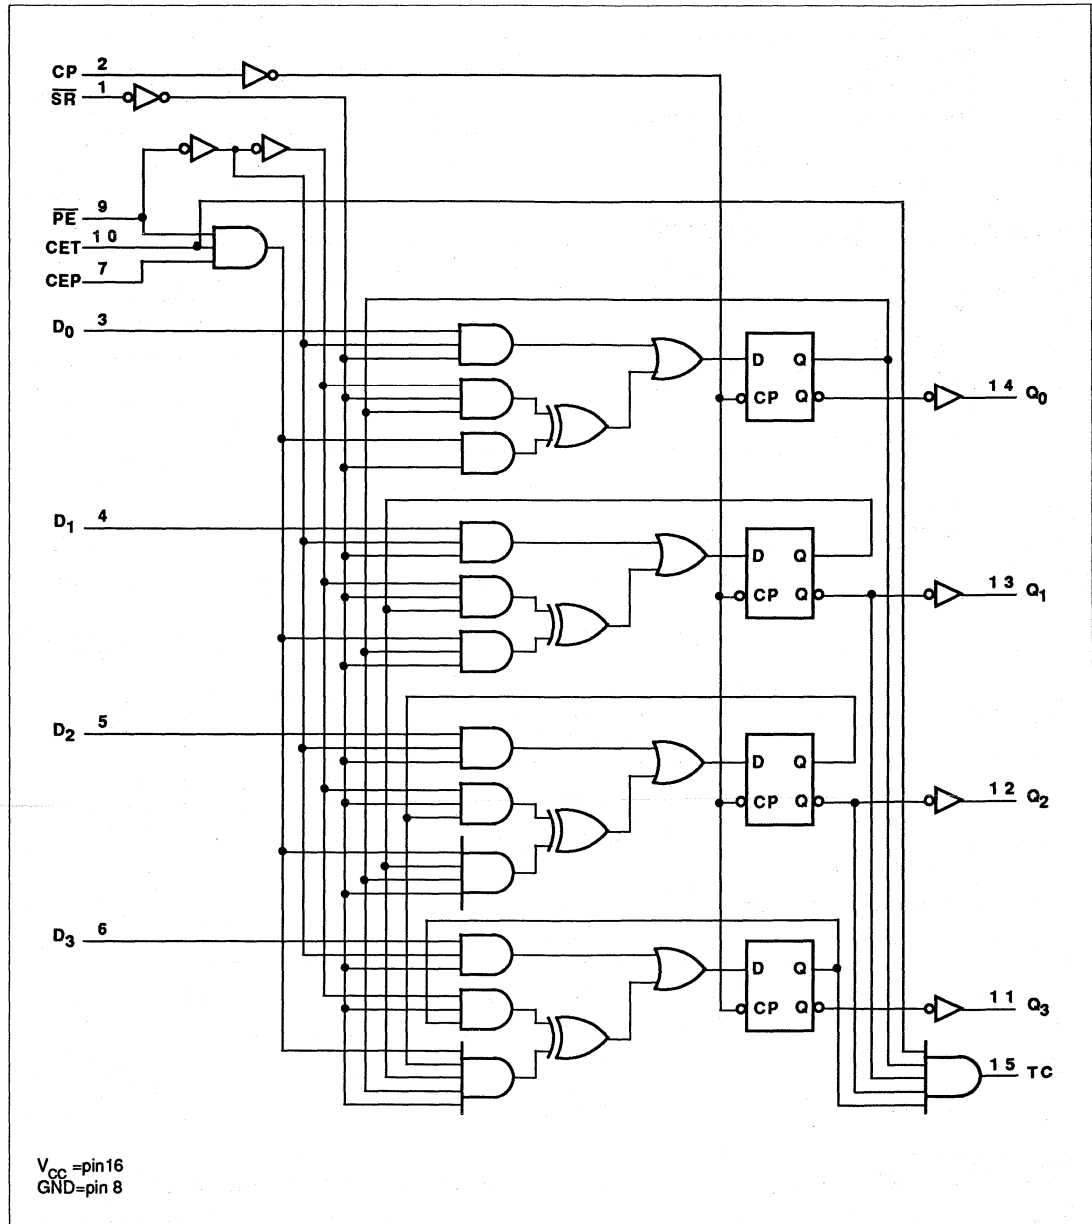 CP 2
SR 1
PE 9
CET 10
CEP 7
D0 3
D Q
CP Q
14 Q0
D1 4
D Q
CP Q
13 Q1
D2 5
D Q
CP Q
12 Q2
D3 6
D Q
CP Q
11 Q3
15 TC
VCC =pin16
GND=pin 8